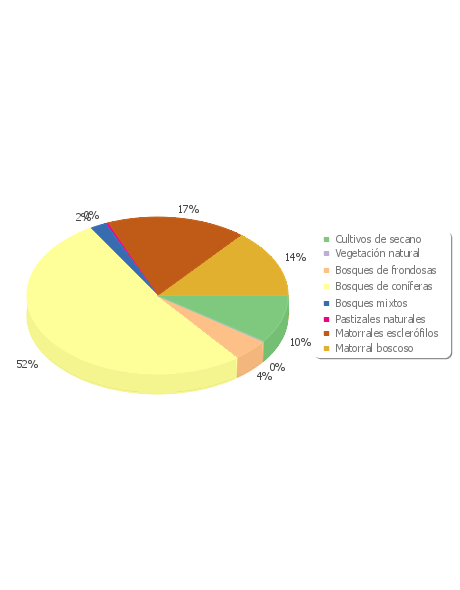 17%
2%
0%
14%
10%
0%
4%
52%
Cultivos de secano
Vegetación natural
Bosques de frondosas
Bosques de coníferas
Bosques mixtos
Pastizales naturales
Matorrales esclerófilos
Matorral boscoso